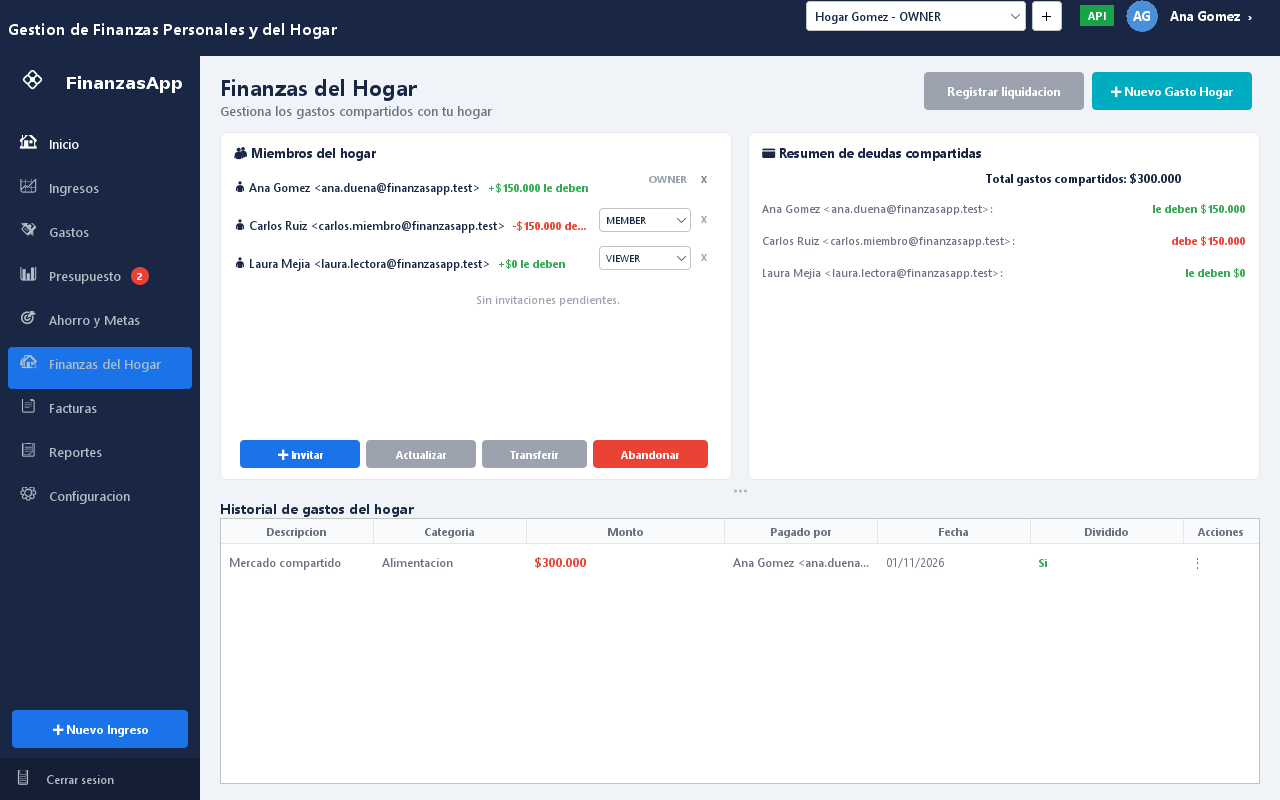 Gestion de Finanzas Personales y del Hogar
Hogar Gomez - OWNER
+
API
AG
Ana Gomez ›
FinanzasApp
Inicio
Ingresos
Gastos
Presupuesto 2
Ahorro y Metas
Finanzas del Hogar
Facturas
Reportes
Configuracion
+ Nuevo Ingreso
Cerrar sesion
Finanzas del Hogar
Gestiona los gastos compartidos con tu hogar
Registrar liquidacion
+ Nuevo Gasto Hogar
Miembros del hogar
Ana Gomez <ana.duena@finanzasapp.test> +$150.000 le deben OWNER X
Carlos Ruiz <carlos.miembro@finanzasapp.test> -$150.000 de... MEMBER X
Laura Mejia <laura.lectora@finanzasapp.test> +$0 le deben VIEWER X
Sin invitaciones pendientes.
+ Invitar
Actualizar
Transferir
Abandonar
Resumen de deudas compartidas
Total gastos compartidos: $300.000
Ana Gomez <ana.duena@finanzasapp.test>: le deben $150.000
Carlos Ruiz <carlos.miembro@finanzasapp.test>: debe $150.000
Laura Mejia <laura.lectora@finanzasapp.test>: le deben $0
Historial de gastos del hogar
Descripcion Categoria Monto Pagado por Fecha Dividido Acciones
Mercado compartido Alimentacion $300.000 Ana Gomez <ana.duena... 01/11/2026 Si ⋮